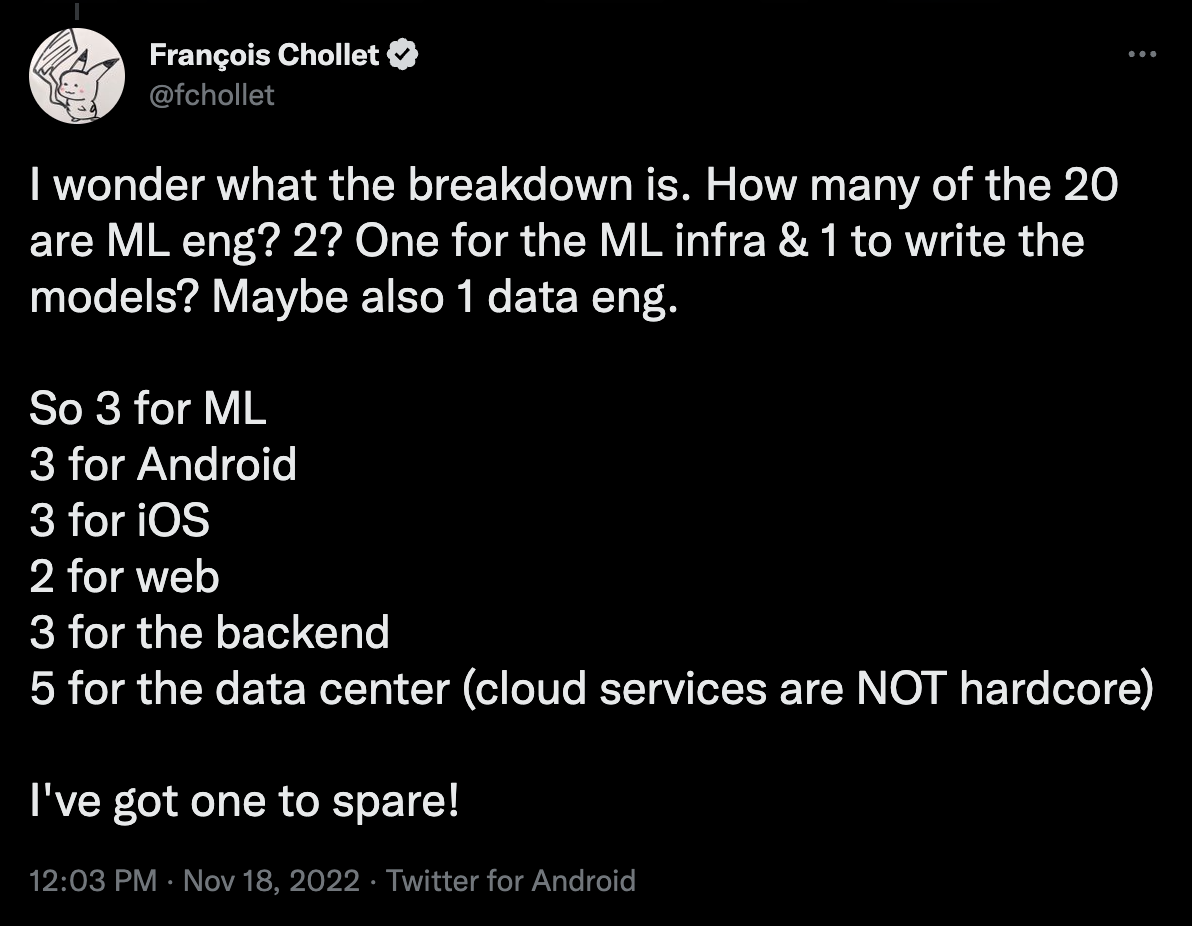 François Chollet
@fchollet
I wonder what the breakdown is. How many of the 20
are ML eng? 2? One for the ML infra & 1 to write the
models? Maybe also 1 data eng.
So 3 for ML
3 for Android
3 for iOS
2 for web
3 for the backend
5 for the data center (cloud services are NOT hardcore)
I've got one to spare!
12:03 PM · Nov 18, 2022 · Twitter for Android